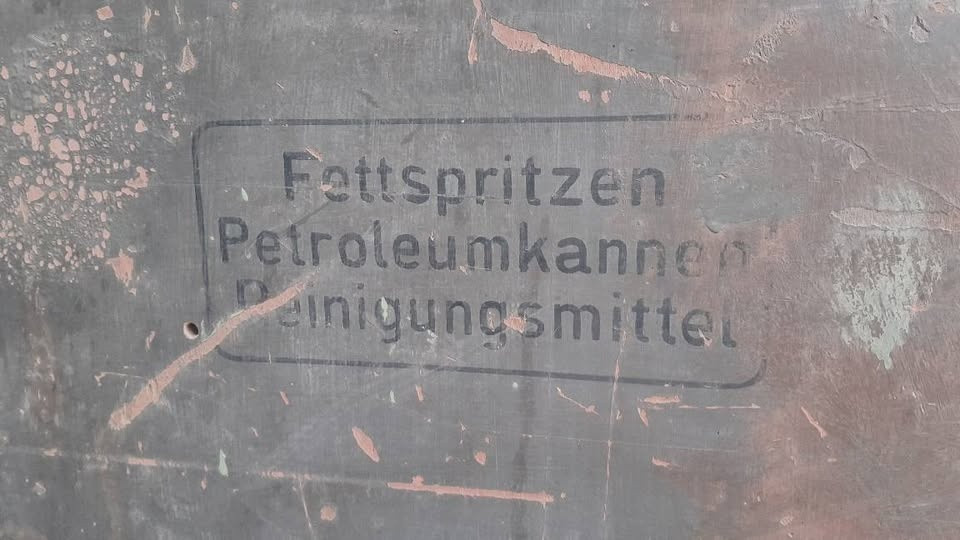 Fettspritzen
Petroleumkannen
Reinigungsmittel